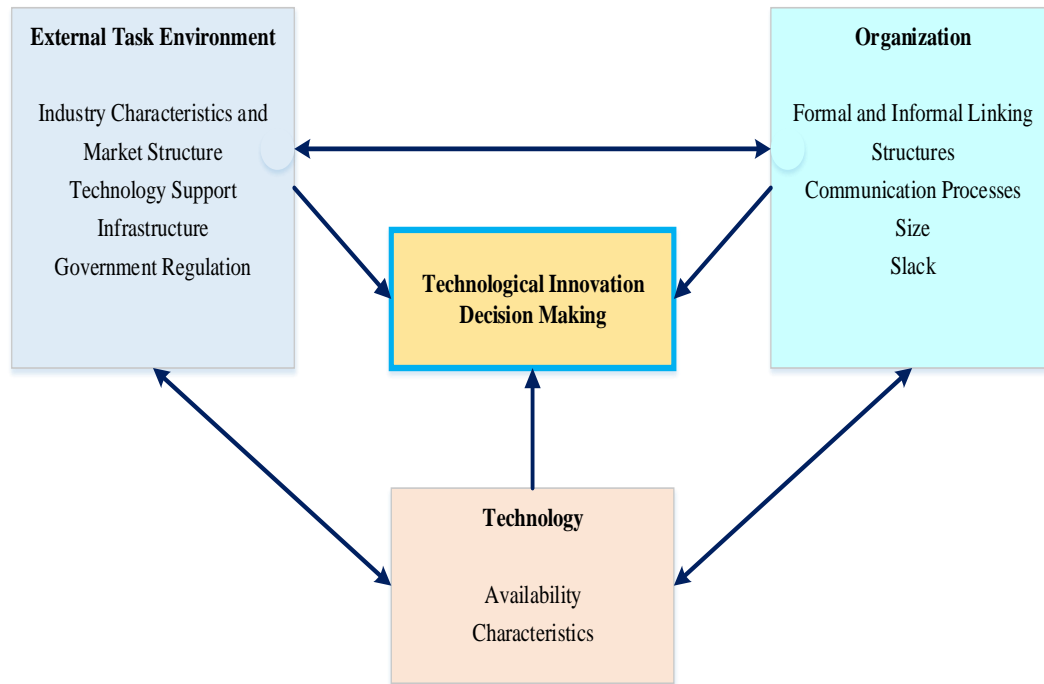 External Task Environment
Industry Characteristics and
Market Structure
Technology Support
Infrastructure
Government Regulation
Organization
Formal and Informal Linking
Structures
Communication Processes
Size
Slack
Technological Innovation
Decision Making
Technology
Availability
Characteristics